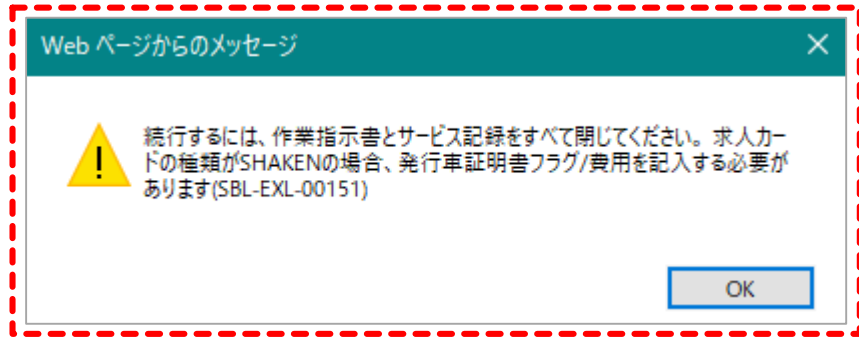 Web ページからのメッセージ
続行するには、作業指示書とサービス記録をすべて閉じてください。求人カー
ドの種類がSHAKENの場合、発行車証明書フラグ/費用を記入する必要が
あります(SBL-EXL-00151)
OK